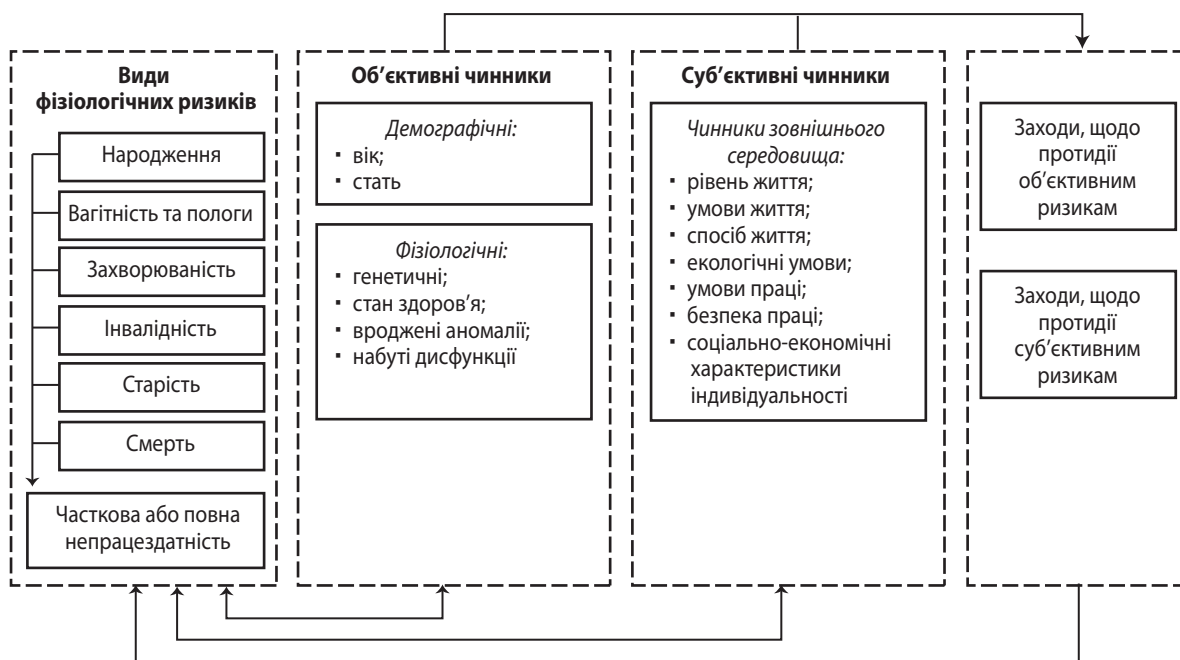 Види
фізіологічних ризиків
Народження
Вагітність та пологи
Захворюваність
Інвалідність
Старість
Смерть
Часткова або повна
непрацездатність
Об’єктивні чинники
Демографічні:
▪ вік;
▪ стать
Фізіологічні:
▪ генетичні;
▪ стан здоров’я;
▪ вроджені аномалії;
▪ набуті дисфункції
Суб’єктивні чинники
Чинники зовнішнього
середовища:
▪ рівень життя;
▪ умови життя;
▪ спосіб життя;
▪ екологічні умови;
▪ умови праці;
▪ безпека праці;
▪ соціально-економічні
характеристики
індивідуальності
Заходи, щодо
протидії
об’єктивним
ризикам
Заходи, щодо
протидії
суб’єктивним
ризикам